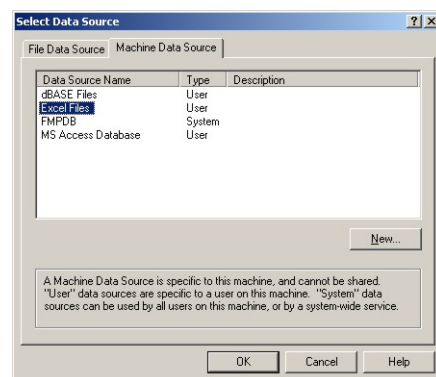 Select Data Source
File Data Source Machine Data Source
Data Source Name Type Description
dBASE Files User
Excel Files User
FMPDB System
MS Access Database User
New...
A Machine Data Source is specific to this machine, and cannot be shared.
"User" data sources are specific to a user on this machine. "System" data
sources can be used by all users on this machine, or by a system-wide service.
OK Cancel Help